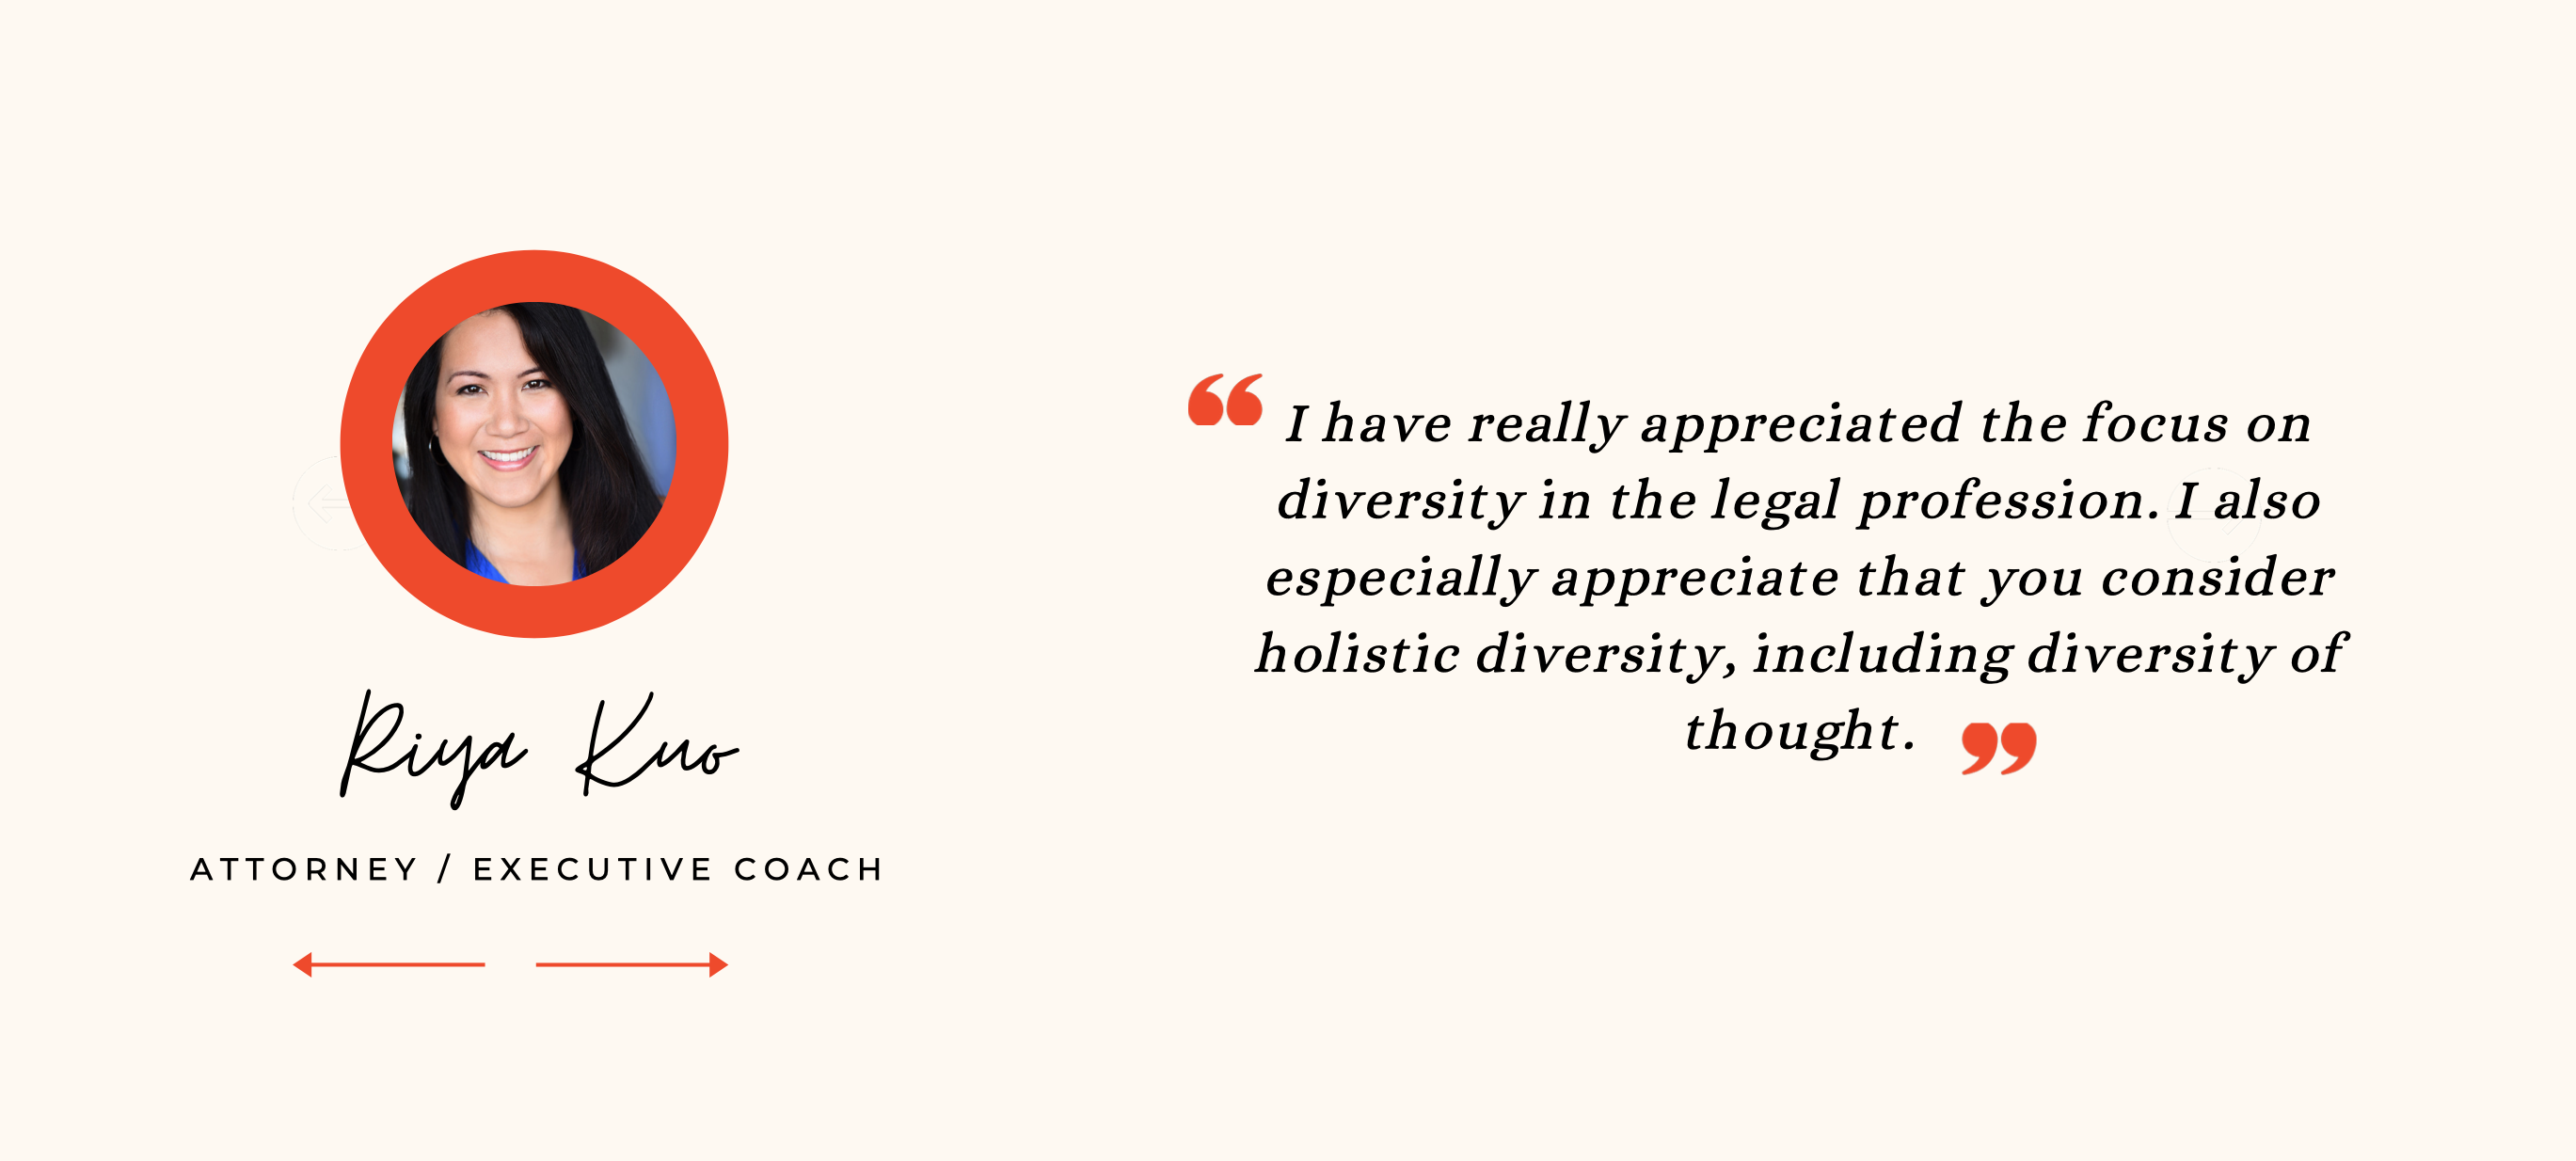 Riya Kuo
ATTORNEY / EXECUTIVE COACH
“ I have really appreciated the focus on
diversity in the legal profession. I also
especially appreciate that you consider
holistic diversity, including diversity of
thought. ”